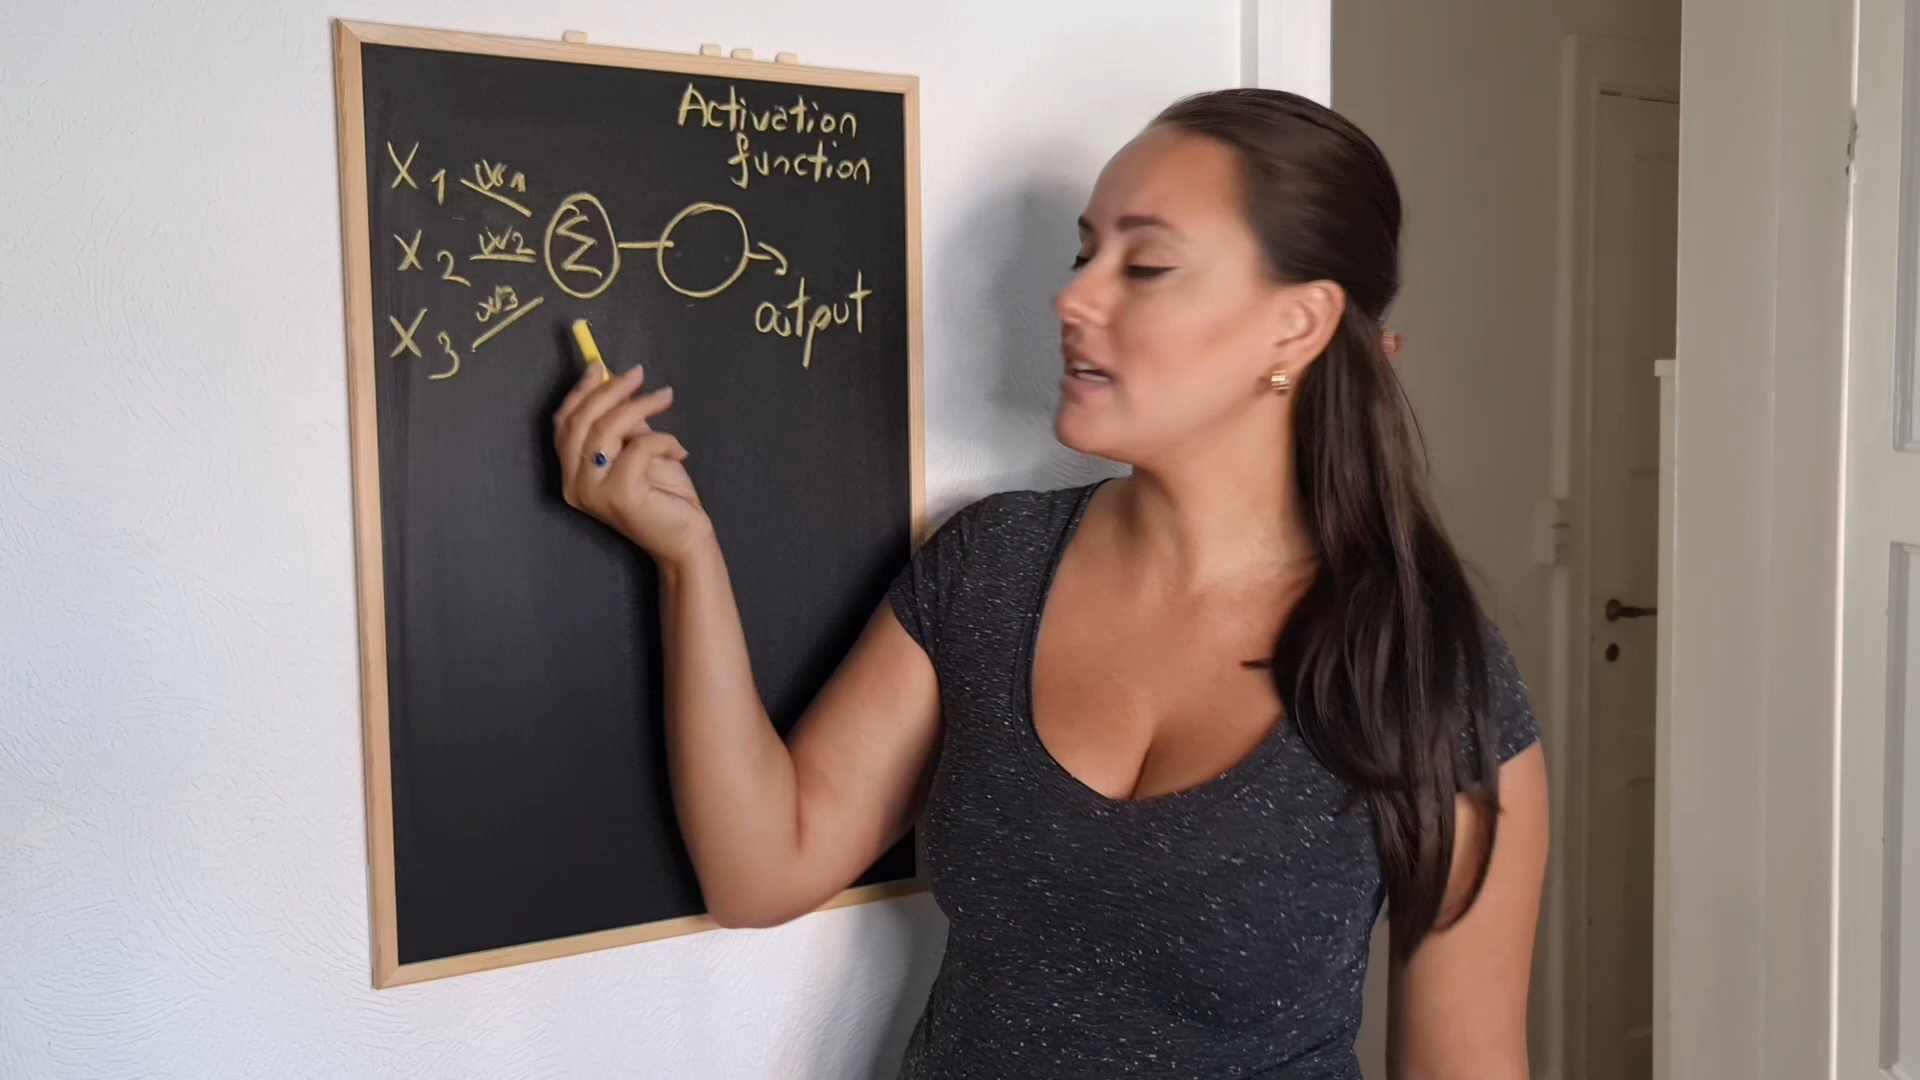 Activation
function
X1 w1
X2 w2
X3 w3
Σ
output